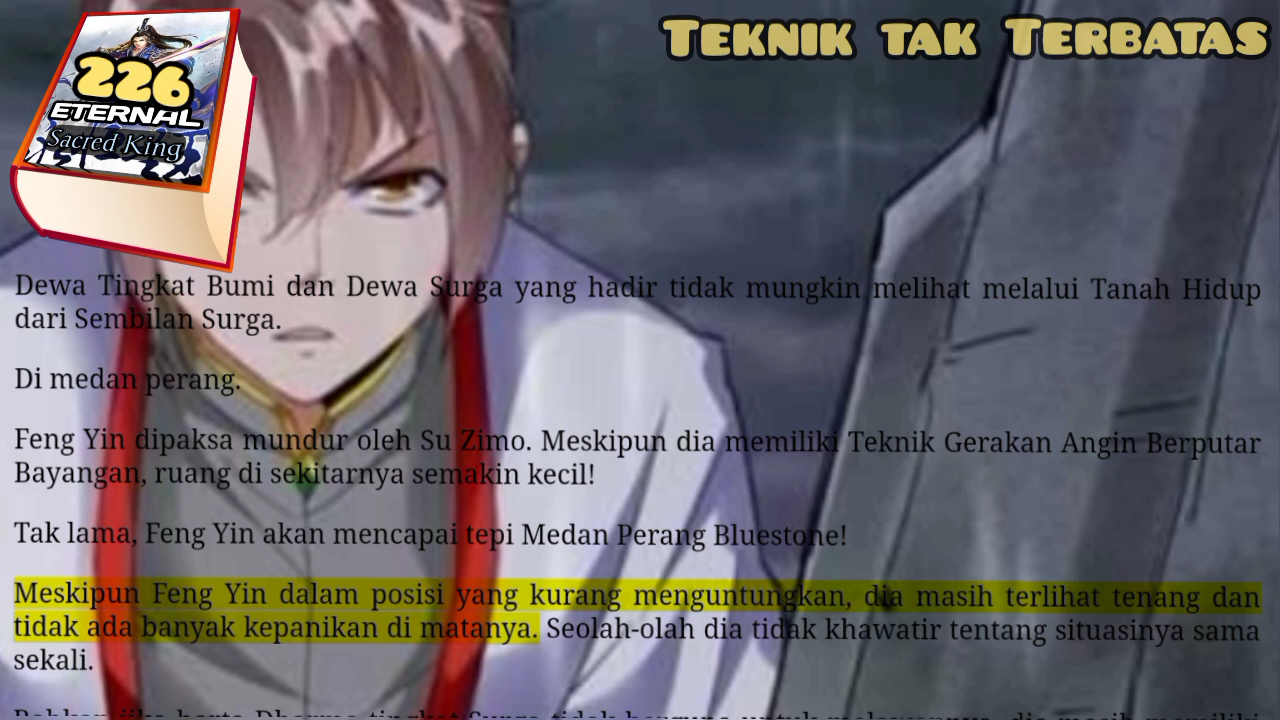 Teknik tak Terbatas
226
ETERNAL
Sacred King
Dewa Tingkat Bumi dan Dewa Surga yang hadir tidak mungkin melihat melalui Tanah Hidup
dari Sembilan Surga.
Di medan perang.
Feng Yin dipaksa mundur oleh Su Zimo. Meskipun dia memiliki Teknik Gerakan Angin Berputar
Bayangan, ruang di sekitarnya semakin kecil!
Tak lama, Feng Yin akan mencapai tepi Medan Perang Bluestone!
Meskipun Feng Yin dalam posisi yang kurang menguntungkan, dia masih terlihat tenang dan
tidak ada banyak kepanikan di matanya. Seolah-olah dia tidak khawatir tentang situasinya sama
sekali.